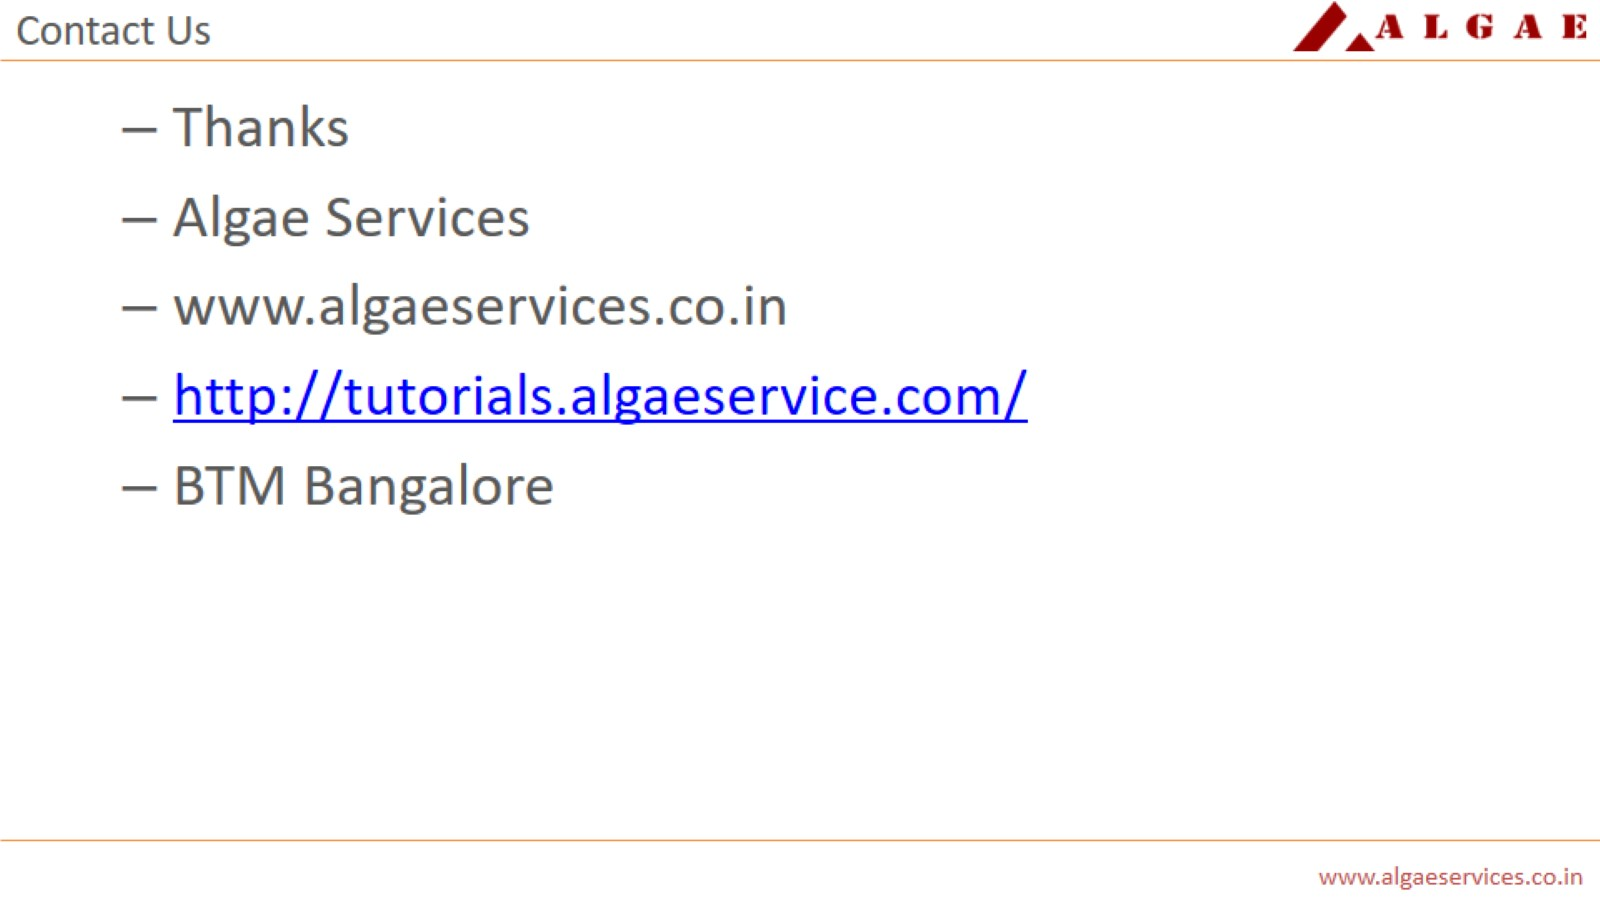 Contact Us
ALGAE
– Thanks
– Algae Services
– www.algaeservices.co.in
– http://tutorials.algaeservice.com/
– BTM Bangalore
www.algaeservices.co.in